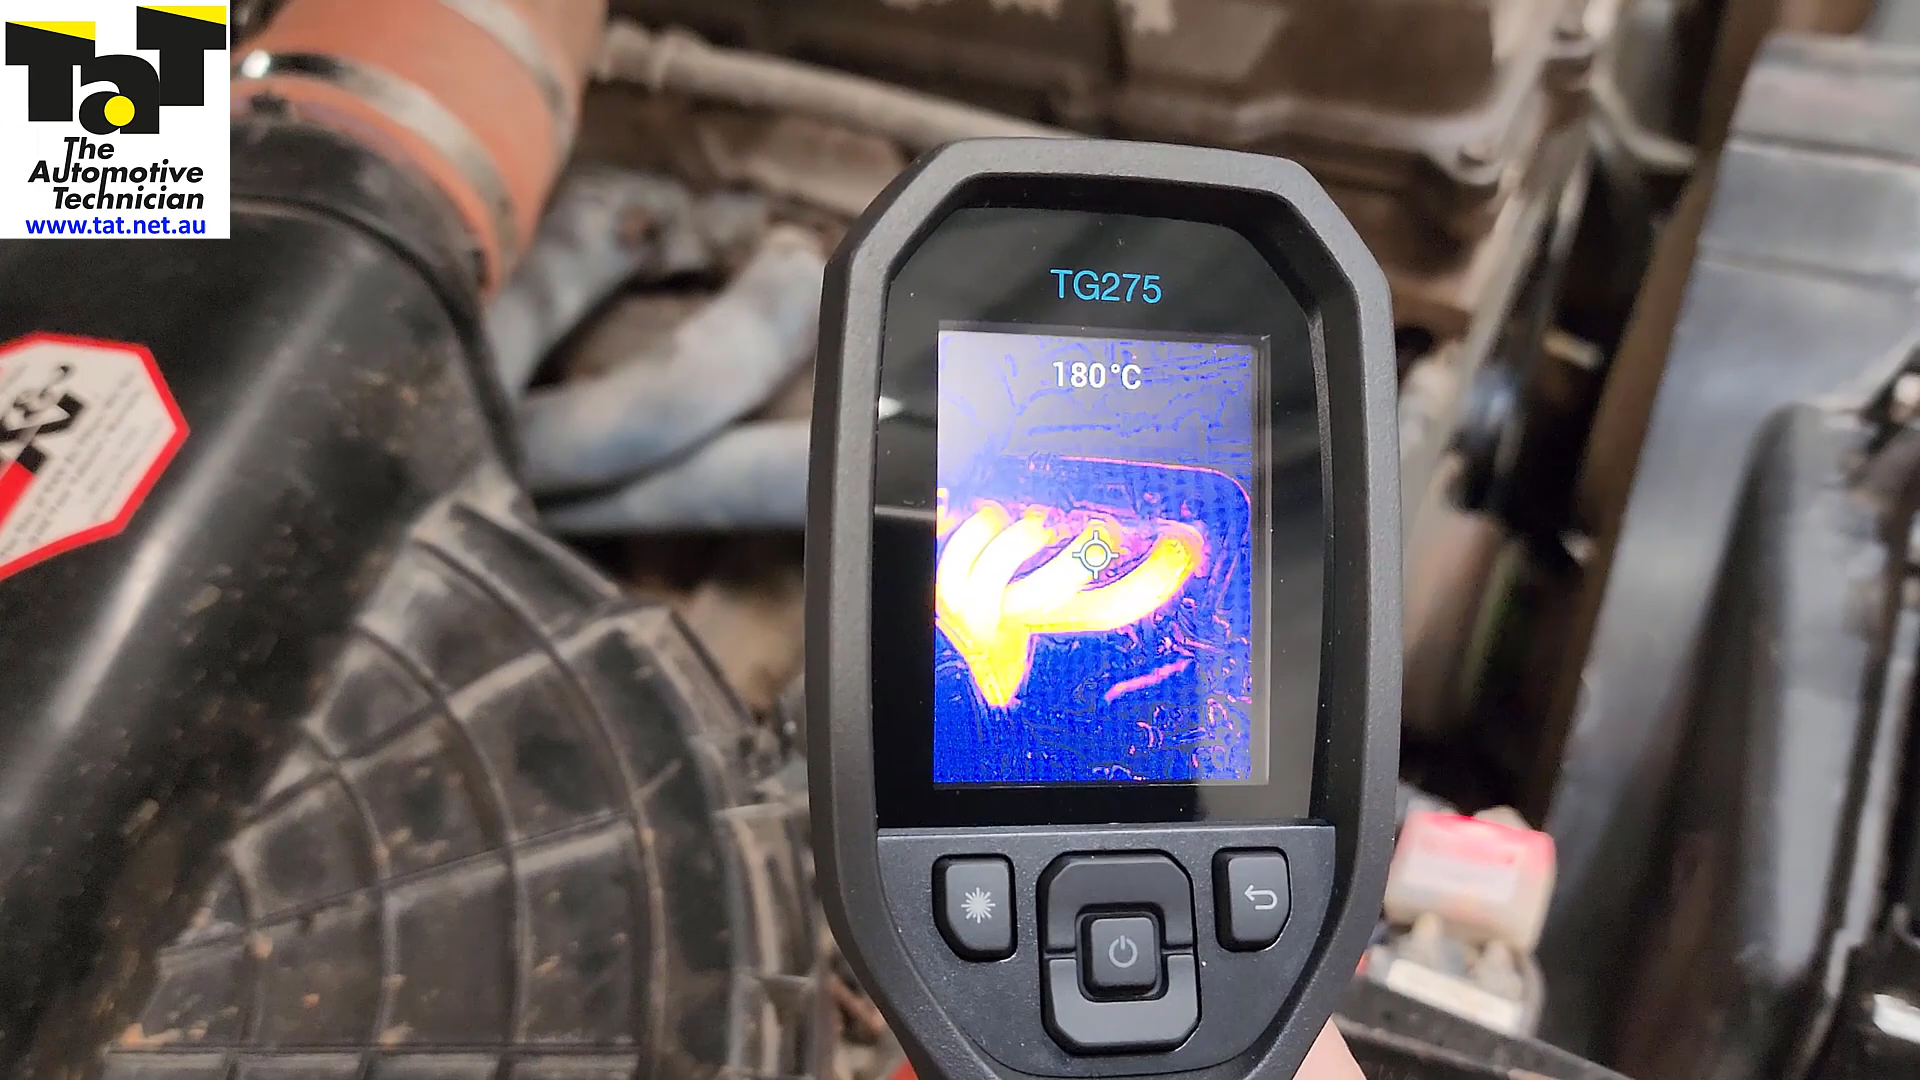 TaT
The
Automotive
Technician
www.tat.net.au
TG275
180°C
K&N